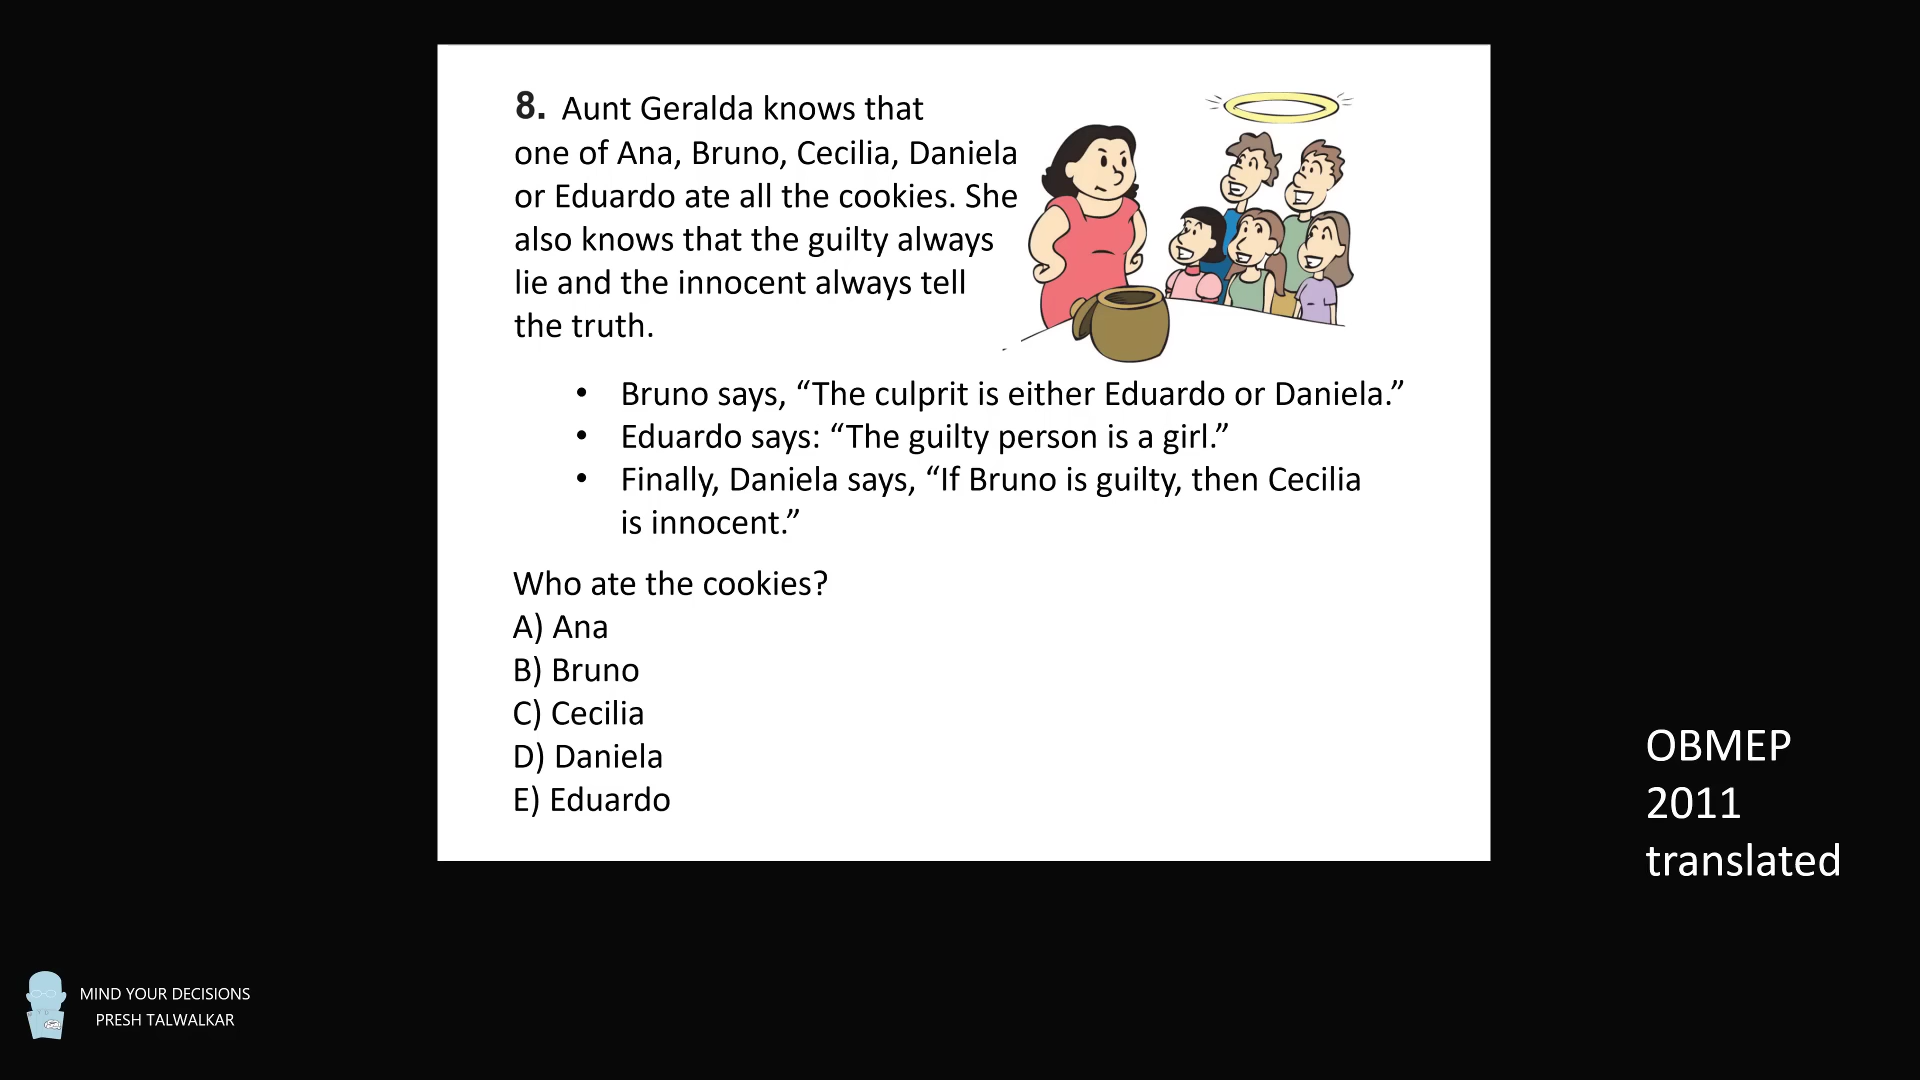 8. Aunt Geralda knows that
one of Ana, Bruno, Cecilia, Daniela
or Eduardo ate all the cookies. She
also knows that the guilty always
lie and the innocent always tell
the truth.
• Bruno says, “The culprit is either Eduardo or Daniela.”
• Eduardo says: “The guilty person is a girl.”
• Finally, Daniela says, “If Bruno is guilty, then Cecilia
is innocent.”
Who ate the cookies?
A) Ana
B) Bruno
C) Cecilia
D) Daniela
E) Eduardo
OBMEP
2011
translated
MIND YOUR DECISIONS
PRESH TALWALKAR